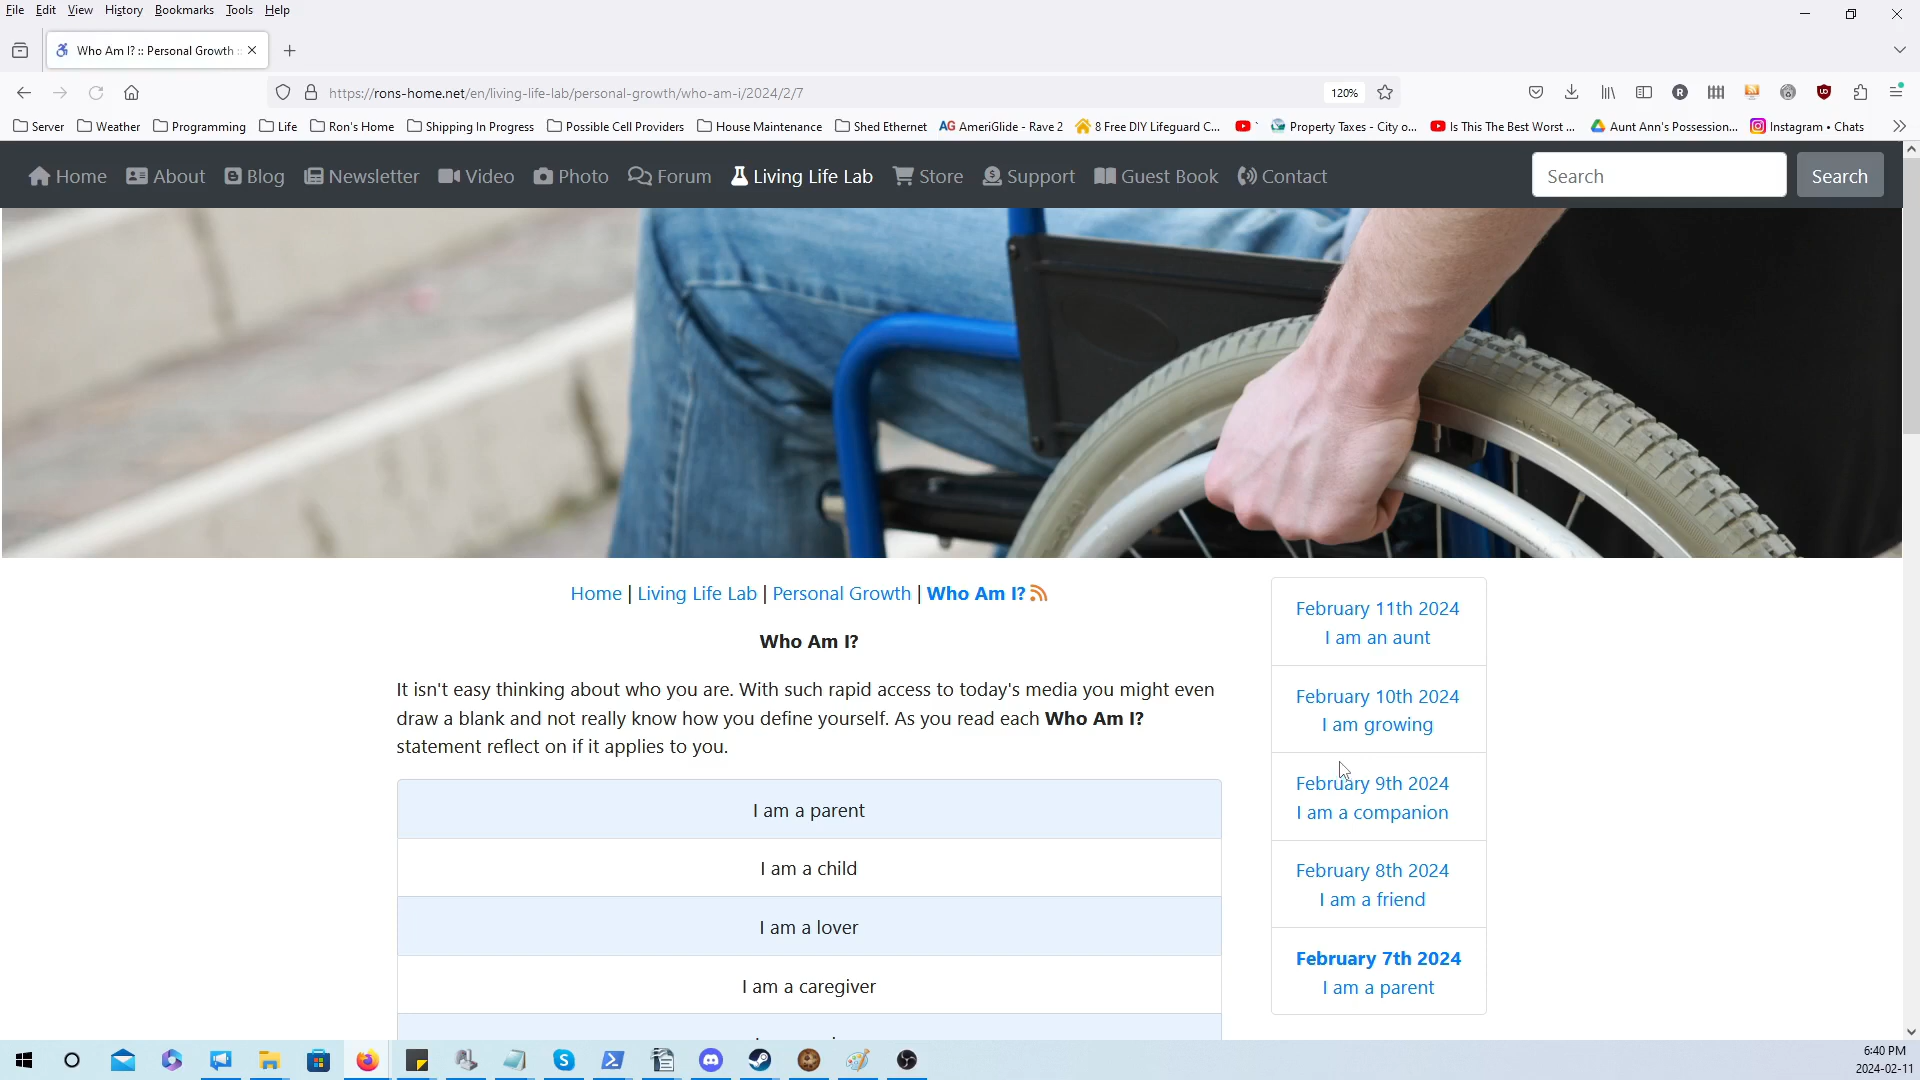 File Edit View History Bookmarks Tools Help
Who Am I? :: Personal Growth :
https://rons-home.net/en/living-life-lab/personal-growth/who-am-i/2024/2/7
120%
Server Weather Programming Life Ron's Home Shipping In Progress Possible Cell Providers House Maintenance Shed Ethernet AG AmeriGlide - Rave 2 8 Free DIY Lifeguard C... Property Taxes - City o... Is This The Best Worst ... Aunt Ann's Possession... Instagram • Chats
Home About Blog Newsletter Video Photo Forum Living Life Lab Store Support Guest Book Contact Search Search
Home | Living Life Lab | Personal Growth | Who Am I?
Who Am I?
It isn't easy thinking about who you are. With such rapid access to today's media you might even
draw a blank and not really know how you define yourself. As you read each Who Am I?
statement reflect on if it applies to you.
I am a parent
I am a child
I am a lover
I am a caregiver
February 11th 2024
I am an aunt
February 10th 2024
I am growing
February 9th 2024
I am a companion
February 8th 2024
I am a friend
February 7th 2024
I am a parent
6:40 PM
2024-02-11